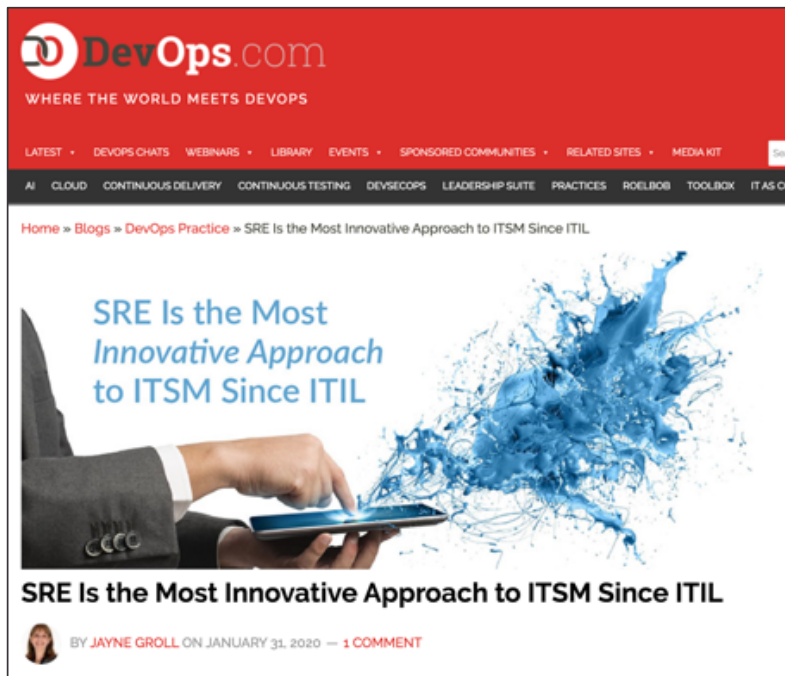 DevOps.com
WHERE THE WORLD MEETS DEVOPS
LATEST DEVOPS CHATS WEBINARS LIBRARY EVENTS SPONSORED COMMUNITIES RELATED SITES MEDIA KIT
AI CLOUD CONTINUOUS DELIVERY CONTINUOUS TESTING DEVSECOPS LEADERSHIP SUITE PRACTICES ROELBOB TOOLBOX IT AS
Home » Blogs » DevOps Practice » SRE Is the Most Innovative Approach to ITSM Since ITIL
SRE Is the Most
Innovative Approach
to ITSM Since ITIL
SRE Is the Most Innovative Approach to ITSM Since ITIL
BY JAYNE GROLL ON JANUARY 31, 2020 — 1 COMMENT